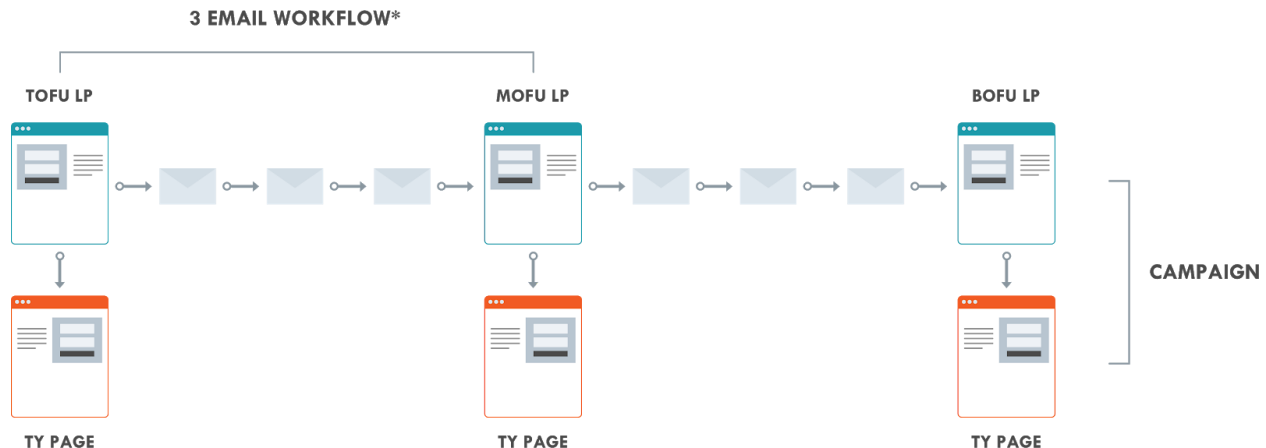 3 EMAIL WORKFLOW*
TOFU LP
MOFU LP
BOFU LP
CAMPAIGN
TY PAGE
TY PAGE
TY PAGE